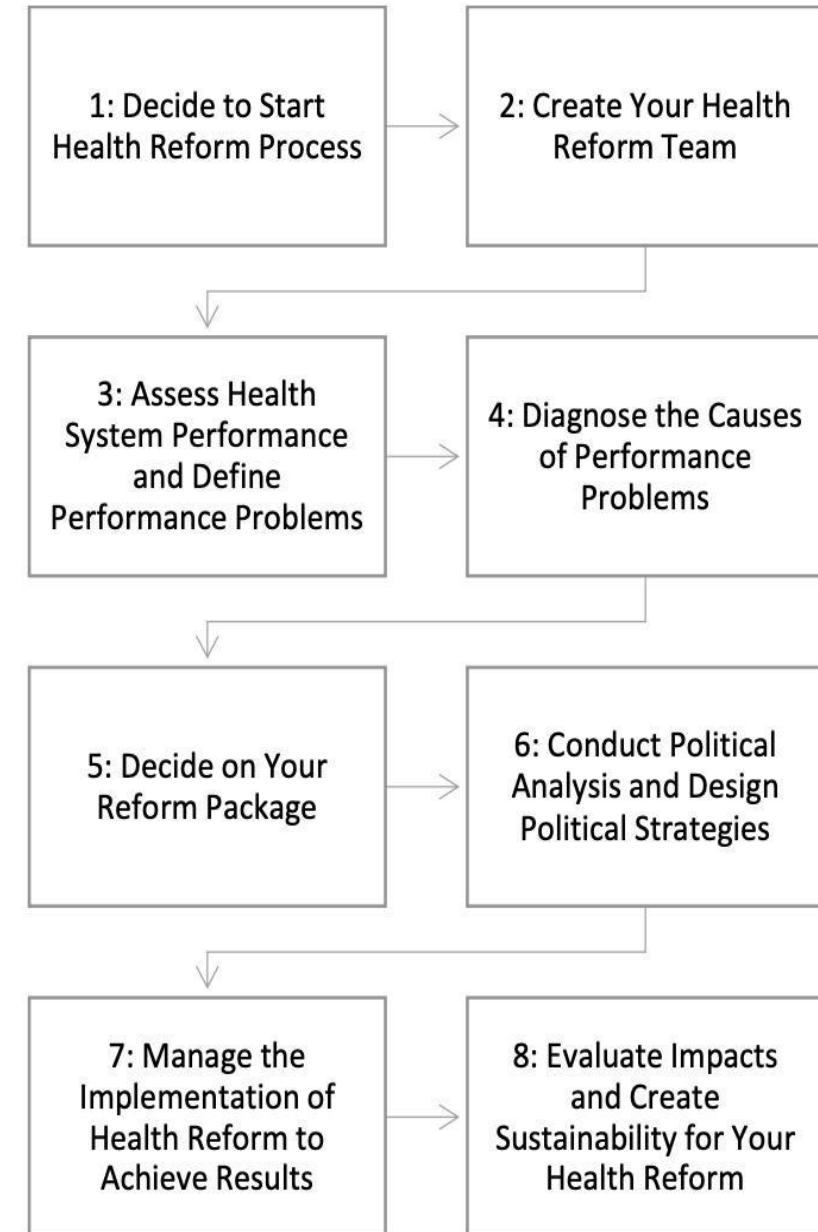 1: Decide to Start
Health Reform Process
2: Create Your Health
Reform Team
3: Assess Health
System Performance
and Define
Performance Problems
4: Diagnose the Causes
of Performance
Problems
5: Decide on Your
Reform Package
6: Conduct Political
Analysis and Design
Political Strategies
7: Manage the
Implementation of
Health Reform to
Achieve Results
8: Evaluate Impacts
and Create
Sustainability for Your
Health Reform